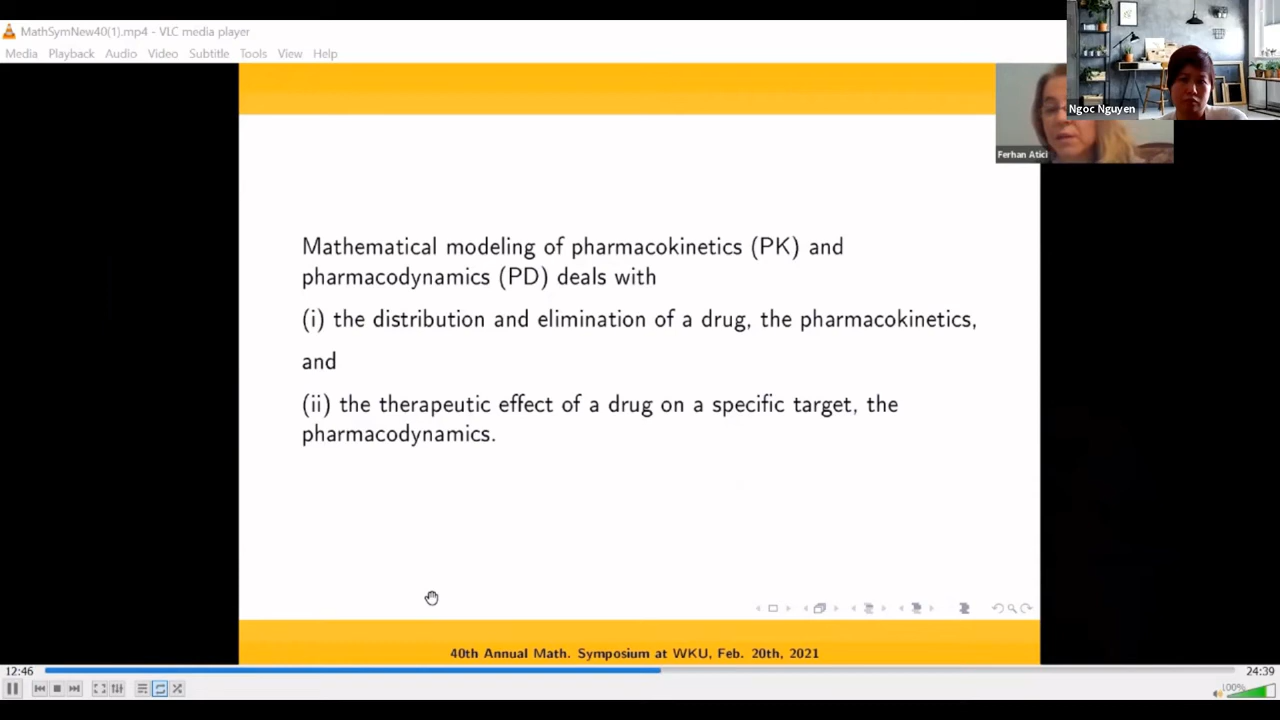 MathSymNew40(1).mp4 - VLC media player
Media Playback Audio Video Subtitle Tools View Help
Ngoc Nguyen
Ferhan Atici
Mathematical modeling of pharmacokinetics (PK) and
pharmacodynamics (PD) deals with
(i) the distribution and elimination of a drug, the pharmacokinetics,
and
(ii) the therapeutic effect of a drug on a specific target, the
pharmacodynamics.
40th Annual Math. Symposium at WKU, Feb. 20th, 2021
12:46
24:39
100%